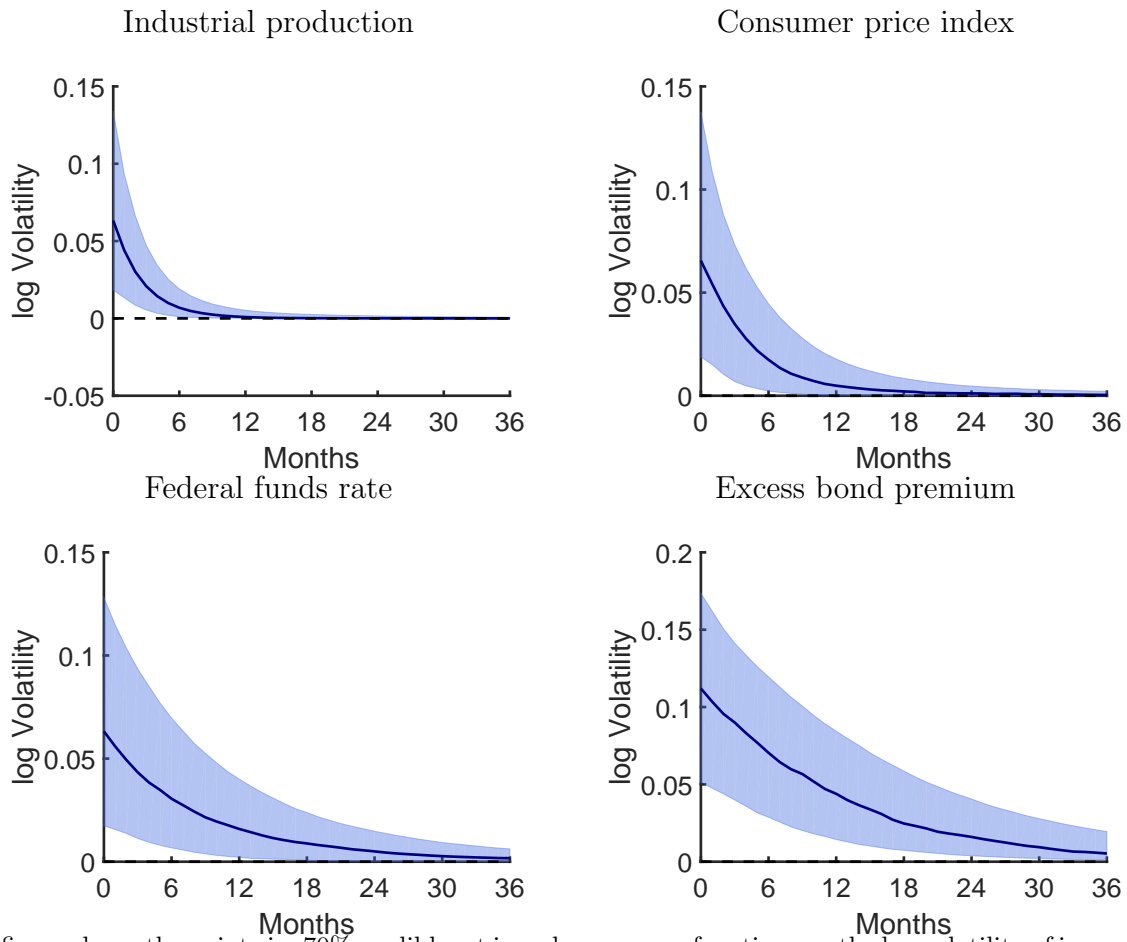 Industrial production
0.15
0.1
0.05
0
-0.05
log Volatility
0 6 12 18 24 30 36
Months
Consumer price index
0.15
0.1
0.05
0
log Volatility
0 6 12 18 24 30 36
Months
Federal funds rate
0.15
0.1
0.05
0
log Volatility
0 6 12 18 24 30 36
Months
Excess bond premium
0.2
0.15
0.1
0.05
0
log Volatility
0 6 12 18 24 30 36
Months